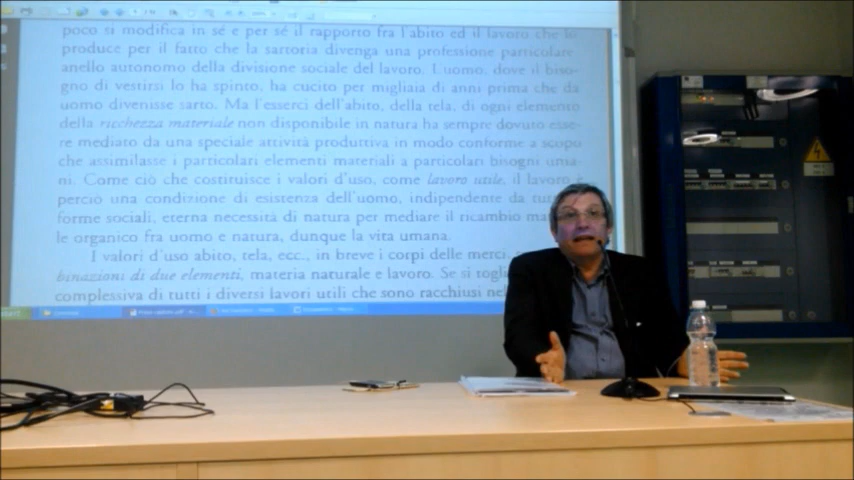 poco si modifica in sé e per sé il rapporto fra l'abito ed il lavoro che lo
produce per il fatto che la sartoria divenga una professione particolare
anello autonomo della divisione sociale del lavoro. L'uomo, dove il biso-
gno di vestirsi lo ha spinto, ha cucito per migliaia di anni prima che da
uomo divenisse sarto. Ma l'esserci dell'abito, della tela, di ogni elemento
della ricchezza materiale non disponibile in natura ha sempre dovuto esse-
re mediato da una speciale attività produttiva in modo conforme a scopo
che assimilasse i particolari elementi materiali a particolari bisogni uma-
ni. Come ciò che costituisce i valori d'uso, come lavoro utile, il lavoro è
perciò una condizione di esistenza dell'uomo, indipendente da
forme sociali, eterna necessità di natura per mediare il ricambio
le organico fra uomo e natura, dunque la vita umana.
I valori d'uso abito, tela, ecc., in breve i corpi delle merci,
binazioni di due elementi, materia naturale e lavoro. Se si
complessiva di tutti i diversi lavori utili che sono racchiusi